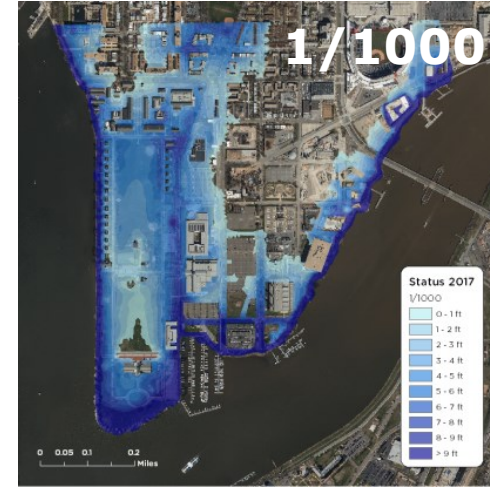 1/1000
Status 2017
1/1000
0 - 1 ft
1 - 2 ft
2 - 3 ft
3 - 4 ft
4 - 5 ft
5 - 6 ft
6 - 7 ft
7 - 8 ft
8 - 9 ft
> 9 ft
0 0.05 0.1 0.2
Miles